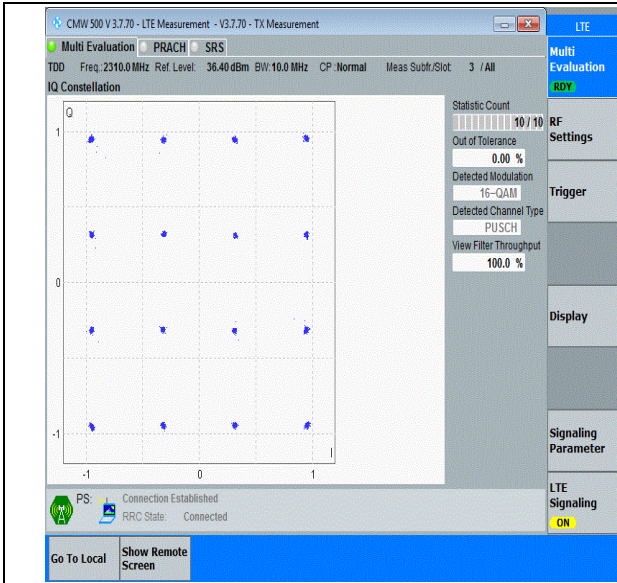 CMW 500 V 3.7.70 - LTE Measurement - V3.7.70 - TX Measurement
LTE
Multi Evaluation PRACH SRS
Multi
Evaluation
RDY
TDD Freq.:2310.0 MHz Ref. Level: 36.40 dBm BW:10.0 MHz CP :Normal Meas Subfr./Slot: 3 / All
IQ Constellation
Q
1
0
-1
-1 0 1
I
Statistic Count
10 / 10
Out of Tolerance
0.00 %
Detected Modulation
16-QAM
Detected Channel Type
PUSCH
View Filter Throughput
100.0 %
RF
Settings
Trigger
Display
Signaling
Parameter
LTE
Signaling
ON
PS: Connection Established
RRC State: Connected
Go To Local
Show Remote
Screen